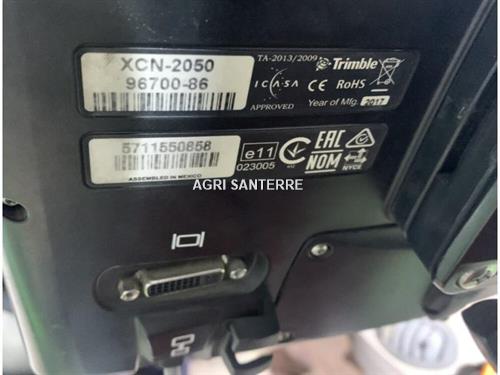 XCN-2050
96700-86
TA-2013/2009
ICASA
APPROVED
Trimble
CE RoHS
Year of Mfg. 2017
5711550858
ASSEMBLED IN MEXICO
e11
023005
EAC
NOM
NYCE
AGRI SANTERRE